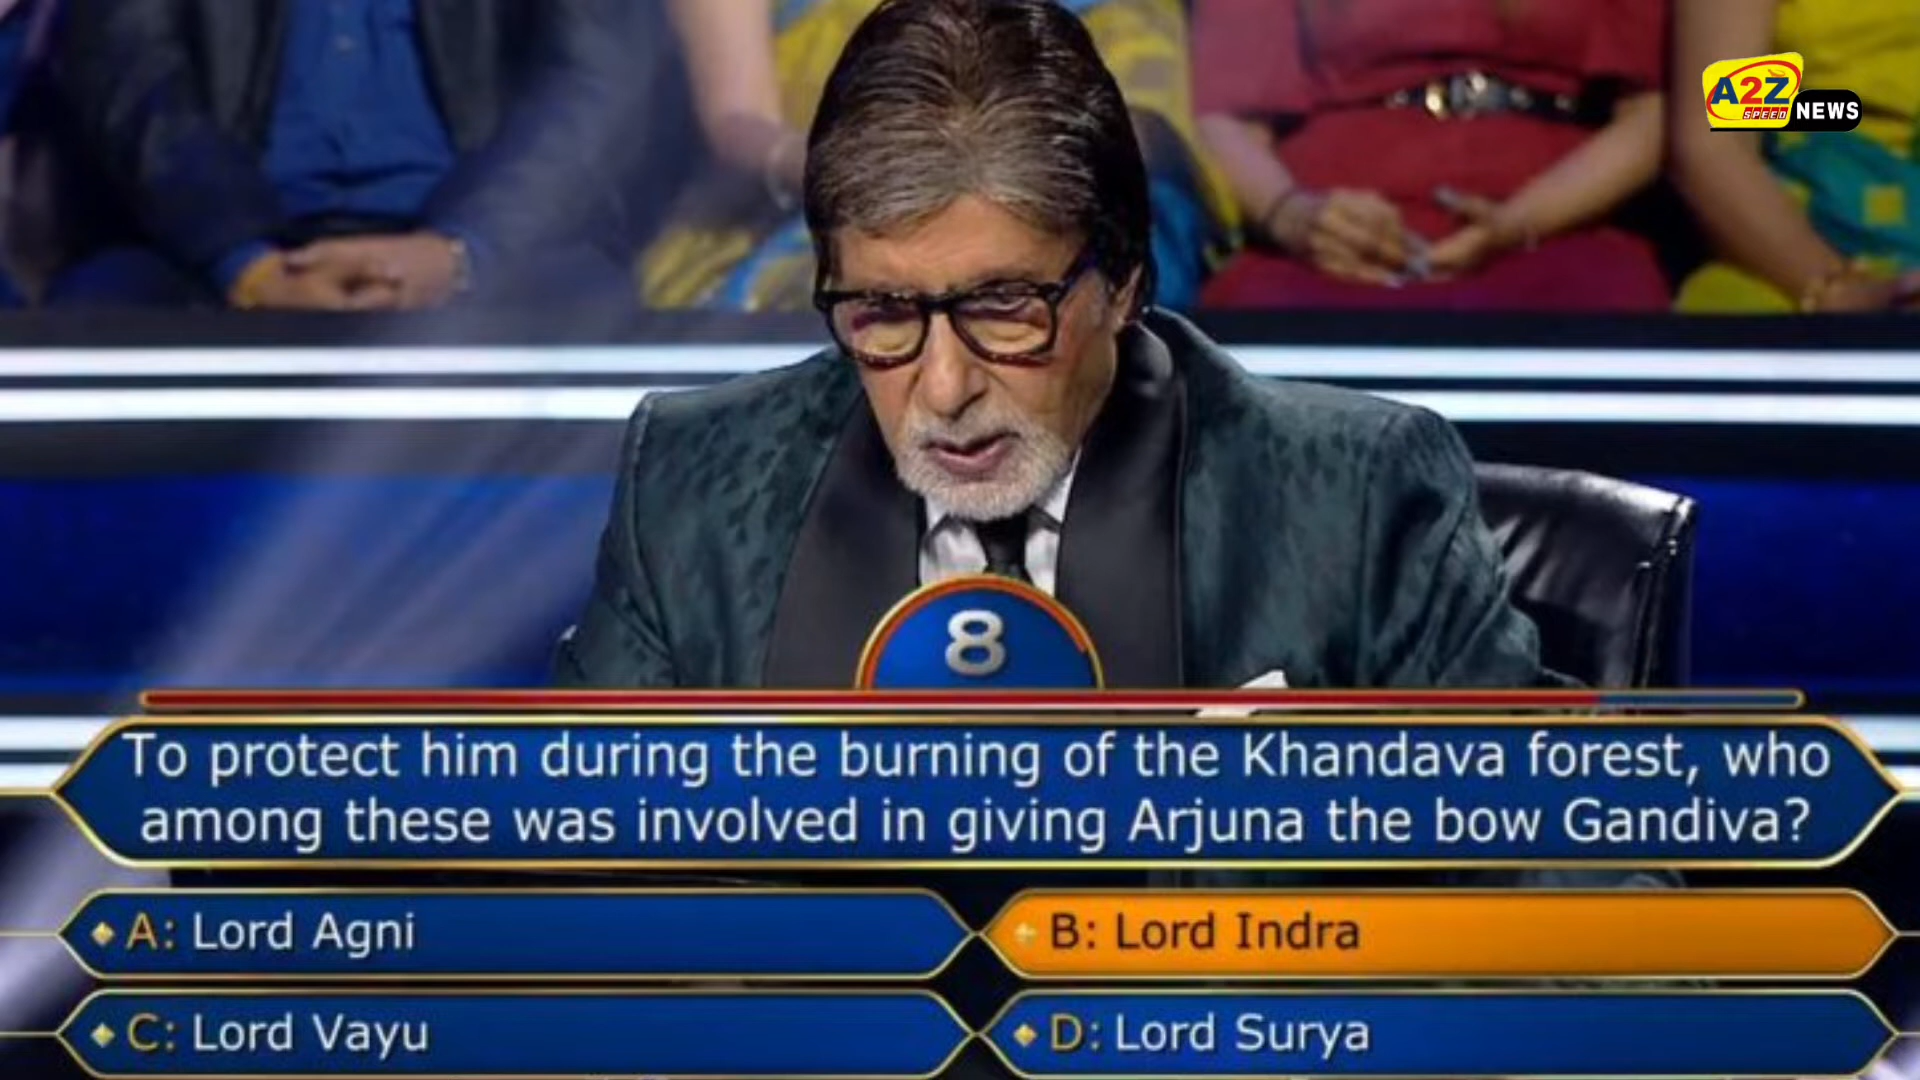 A2Z
SPEED
NEWS
8
To protect him during the burning of the Khandava forest, who
among these was involved in giving Arjuna the bow Gandiva?
A: Lord Agni
B: Lord Indra
C: Lord Vayu
D: Lord Surya